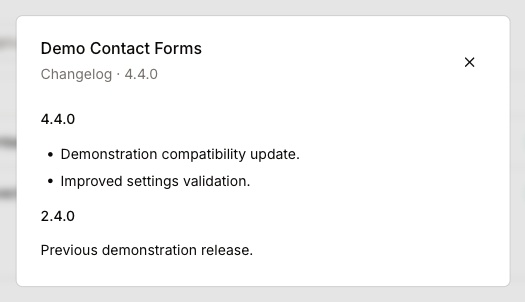 Demo Contact Forms
Changelog · 4.4.0
4.4.0
• Demonstration compatibility update.
• Improved settings validation.
2.4.0
Previous demonstration release.